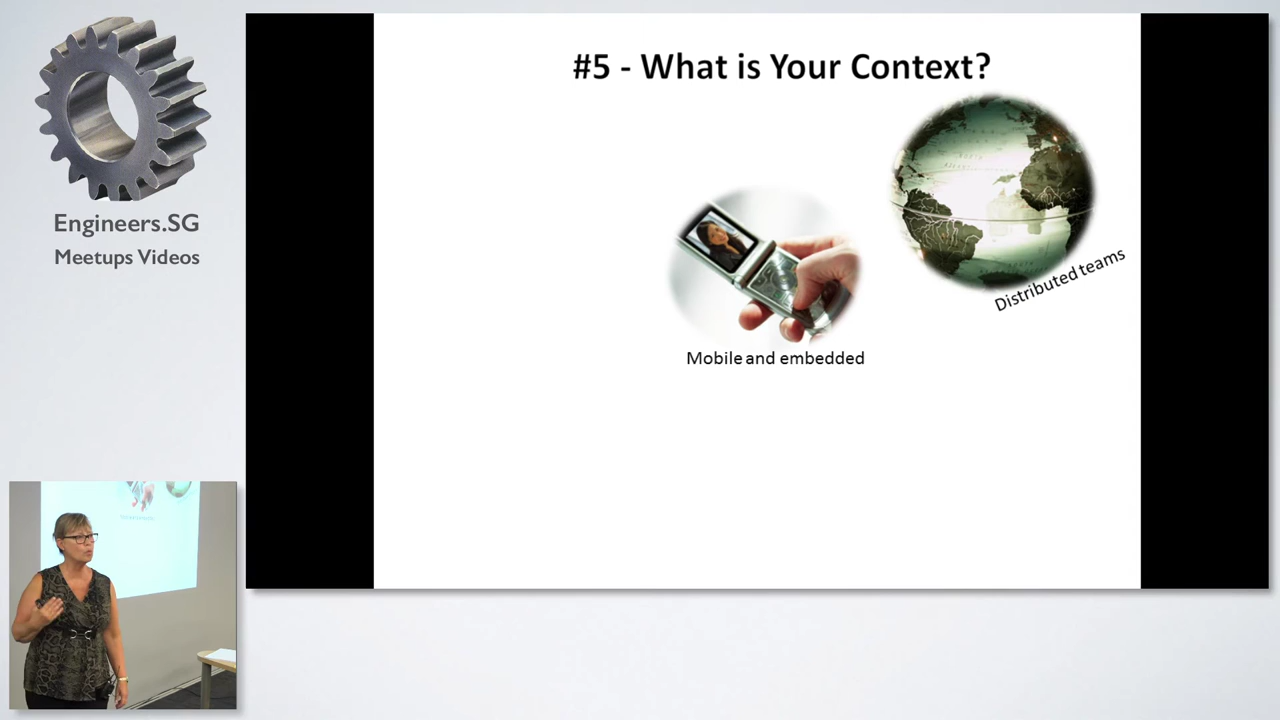 Engineers.SG
Meetups Videos
#5 - What is Your Context?
Distributed teams
Mobile and embedded